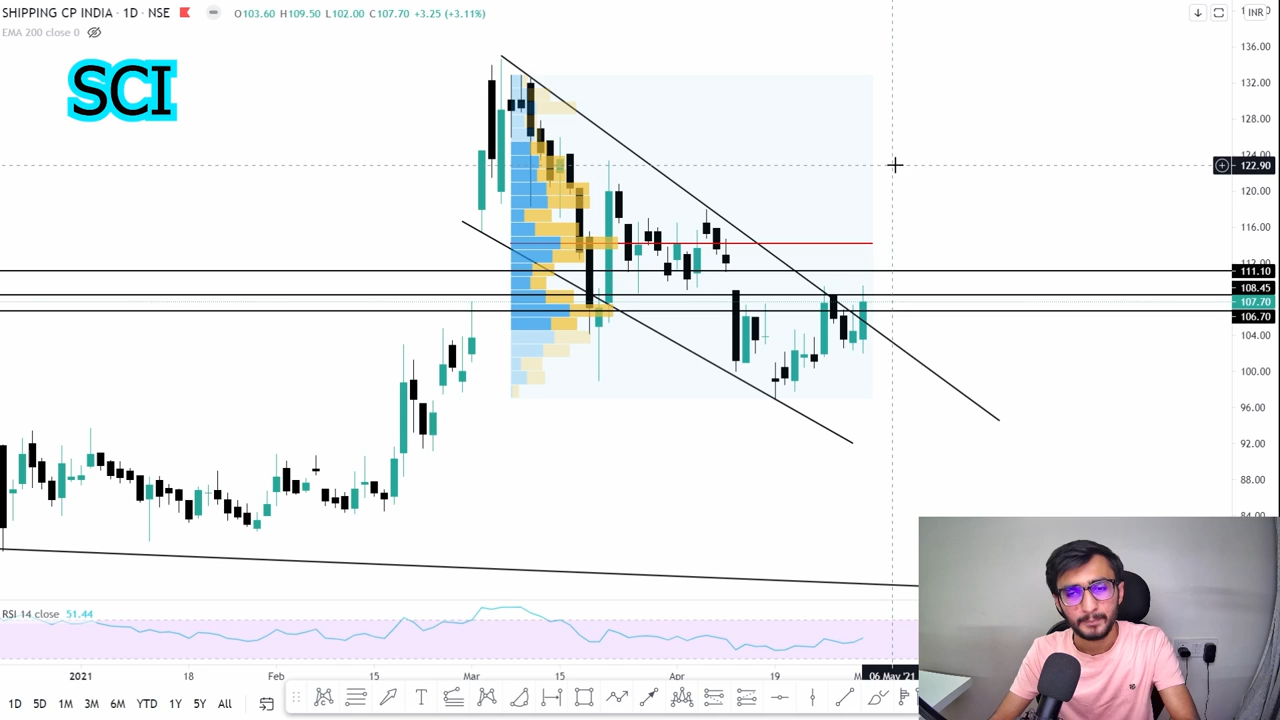 SHIPPING CP INDIA · 1D · NSE O103.60 H109.50 L102.00 C107.70 +3.25 (+3.11%)
INR
EMA 200 close 0
SCI
136.00
132.00
128.00
124.00
122.90
120.00
116.00
112.00
111.10
108.45
107.70
106.70
104.00
100.00
96.00
92.00
88.00
84.00
RSI 14 close 51.44
2021 18 Feb 15 Mar 15 Apr 19 06 May '21
1D 5D 1M 3M 6M YTD 1Y 5Y All